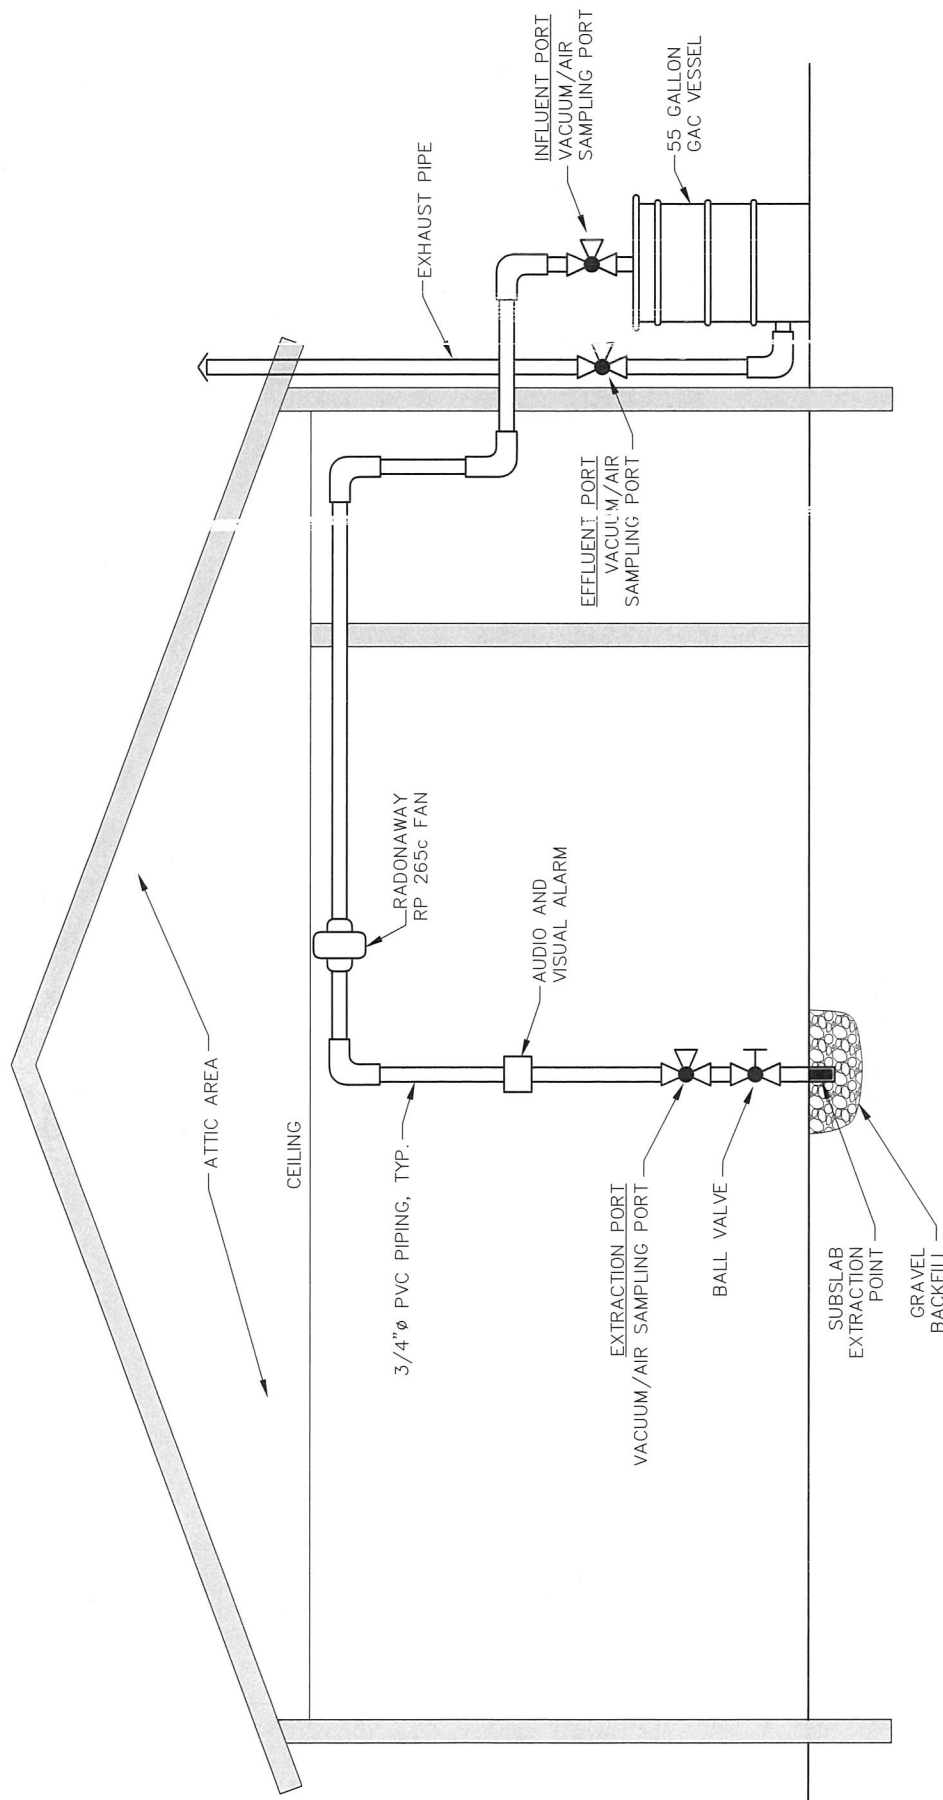 ATTIC AREA
CEILING
3/4"ø PVC PIPING, TYP.
RADONAWAY
RP 265c FAN
AUDIO AND
VISUAL ALARM
EXTRACTION PORT
VACUUM/AIR SAMPLING PORT
BALL VALVE
SUBSLAB
EXTRACTION
POINT
GRAVEL
BACKFILL
EXHAUST PIPE
EFFLUENT PORT
VACUUM/AIR
SAMPLING PORT
INFLUENT PORT
VACUUM/AIR
SAMPLING PORT
55 GALLON
GAC VESSEL